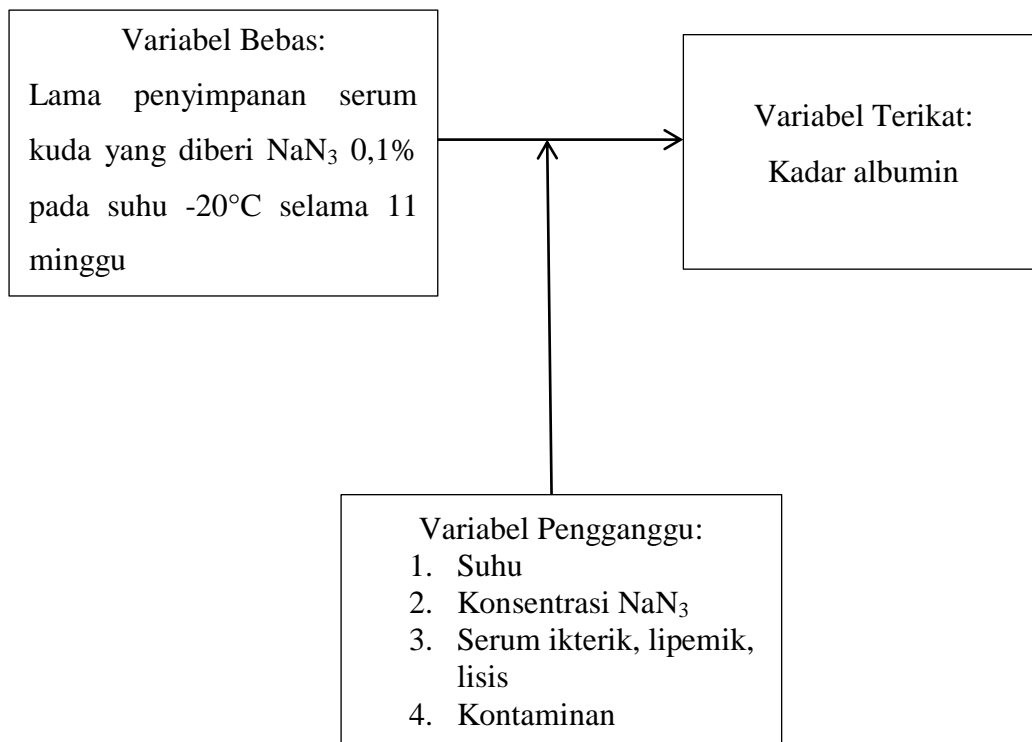 Variabel Bebas:
Lama penyimpanan serum
kuda yang diberi NaN₃ 0,1%
pada suhu -20°C selama 11
minggu
Variabel Terikat:
Kadar albumin
Variabel Pengganggu:
1. Suhu
2. Konsentrasi NaN₃
3. Serum ikterik, lipemik,
lisis
4. Kontaminan